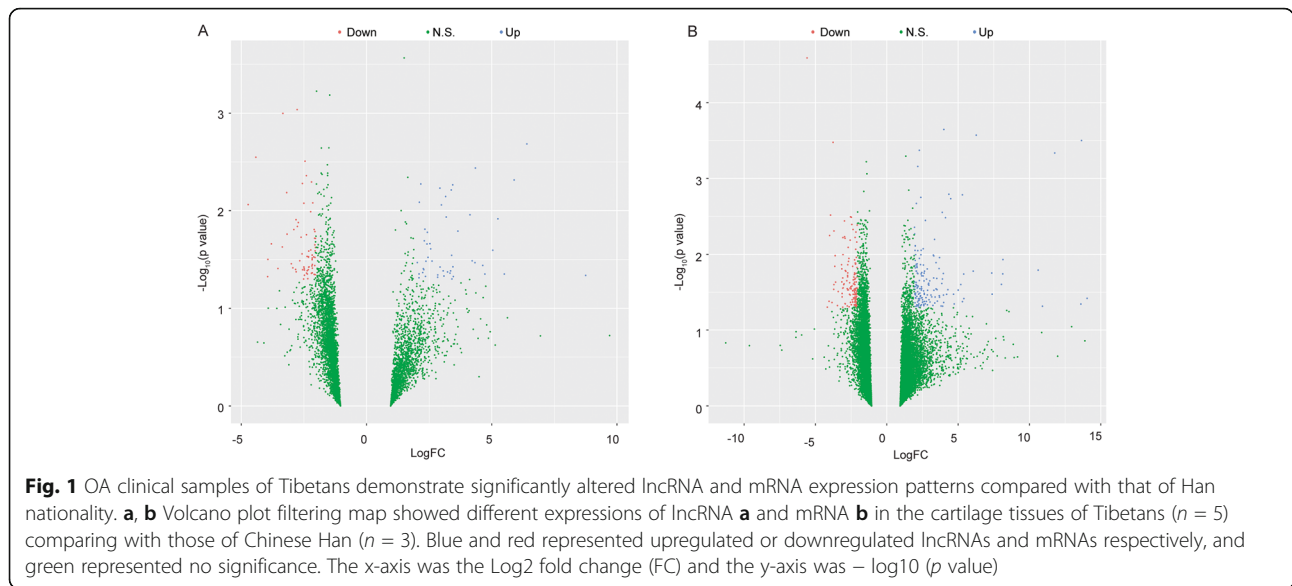 A
Down N.S. Up
3
2
1
0
-5 0 5 10
-Log10(p value)
LogFC
B
Down N.S. Up
4
3
2
1
0
-10 -5 0 5 10 15
-Log10(p value)
LogFC
Fig. 1 OA clinical samples of Tibetans demonstrate significantly altered lncRNA and mRNA expression patterns compared with that of Han
nationality. a, b Volcano plot filtering map showed different expressions of lncRNA a and mRNA b in the cartilage tissues of Tibetans (n = 5)
comparing with those of Chinese Han (n = 3). Blue and red represented upregulated or downregulated lncRNAs and mRNAs respectively, and
green represented no significance. The x-axis was the Log2 fold change (FC) and the y-axis was − log10 (p value)